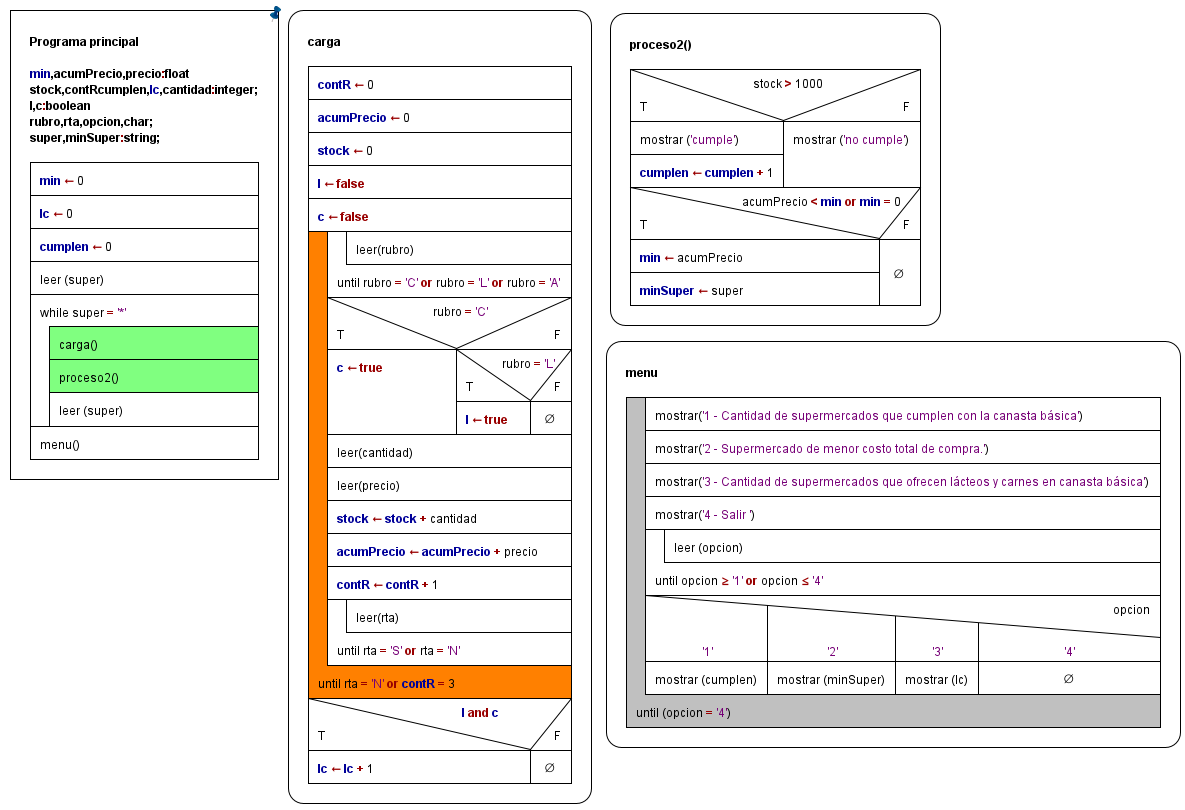 Programa principal
min,acumPrecio,precio:float
stock,contRcumplen,lc,cantidad:integer;
l,c:boolean
rubro,rta,opcion,char;
super,minSuper:string;
min ← 0
lc ← 0
cumplen ← 0
leer (super)
while super = '*'
carga()
proceso2()
leer (super)
menu()
carga
contR ← 0
acumPrecio ← 0
stock ← 0
l ← false
c ← false
leer(rubro)
until rubro = 'C' or rubro = 'L' or rubro = 'A'
rubro = 'C'
T
F
c ← true
rubro = 'L'
T
F
l ← true
∅
leer(cantidad)
leer(precio)
stock ← stock + cantidad
acumPrecio ← acumPrecio + precio
contR ← contR + 1
leer(rta)
until rta = 'S' or rta = 'N'
until rta = 'N' or contR = 3
l and c
T
F
lc ← lc + 1
∅
proceso2()
stock > 1000
T
F
mostrar ('cumple')
mostrar ('no cumple')
cumplen ← cumplen + 1
acumPrecio < min or min = 0
T
F
min ← acumPrecio
∅
minSuper ← super
menu
mostrar('1 - Cantidad de supermercados que cumplen con la canasta básica')
mostrar('2 - Supermercado de menor costo total de compra.')
mostrar('3 - Cantidad de supermercados que ofrecen lácteos y carnes en canasta básica')
mostrar('4 - Salir ')
leer (opcion)
until opcion ≥ '1' or opcion ≤ '4'
opcion
'1' '2' '3' '4'
mostrar (cumplen) mostrar (minSuper) mostrar (lc) ∅
until (opcion = '4')